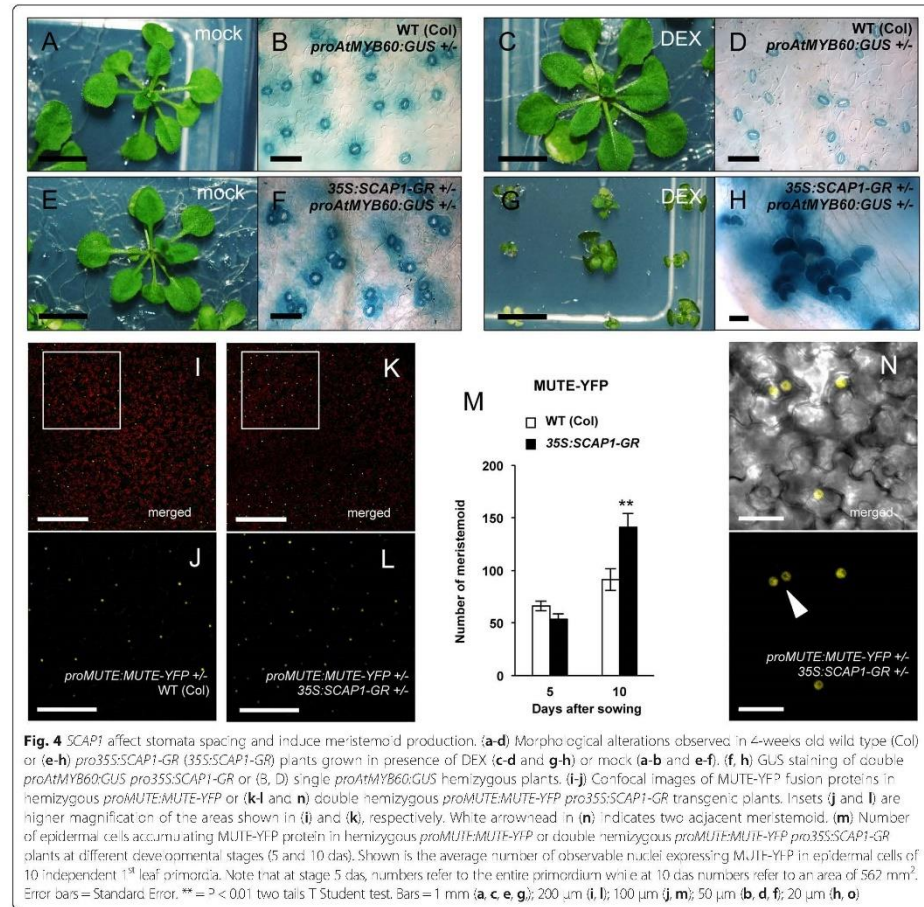 A
mock
B
WT (Col)
proAtMYB60:GUS +/-
C
DEX
D
WT (Col)
proAtMYB60:GUS +/-
E
mock
F
35S:SCAP1-GR +/-
proAtMYB60:GUS +/-
G
DEX
H
35S:SCAP1-GR +/-
proAtMYB60:GUS +/-
I
merged
K
merged
J
proMUTE:MUTE-YFP +/-
WT (Col)
L
proMUTE:MUTE-YFP +/-
35S:SCAP1-GR +/-
M
MUTE-YFP
WT (Col)
35S:SCAP1-GR
Number of meristemoid
200
150
100
50
0
**
5
10
Days after sowing
N
merged
proMUTE:MUTE-YFP +/-
35S:SCAP1-GR +/-
Fig. 4 SCAP1 affect stomata spacing and induce meristemoid production. (a-d) Morphological alterations observed in 4-weeks old wild type (Col)
or (e-h) pro35S:SCAP1-GR (35S:SCAP1-GR) plants grown in presence of DEX (c-d and g-h) or mock (a-b and e-f). (f, h) GUS staining of double
proAtMYB60:GUS pro35S:SCAP1-GR or (B, D) single proAtMYB60:GUS hemizygous plants. (i-j) Confocal images of MUTE-YFP fusion proteins in
hemizygous proMUTE:MUTE-YFP or (k-l and n) double hemizygous proMUTE:MUTE-YFP pro35S:SCAP1-GR transgenic plants. Insets (j and l) are
higher magnification of the areas shown in (i) and (k), respectively. White arrowhead in (n) indicates two adjacent meristemoid. (m) Number
of epidermal cells accumulating MUTE-YFP protein in hemizygous proMUTE:MUTE-YFP or double hemizygous proMUTE:MUTE-YFP pro35S:SCAP1-GR
plants at different developmental stages (5 and 10 das). Shown is the average number of observable nuclei expressing MUTE-YFP in epidermal cells of
10 independent 1st leaf primordia. Note that at stage 5 das, numbers refer to the entire primordium while at 10 das numbers refer to an area of 562 mm².
Error bars = Standard Error. ** = P < 0.01 two tails T Student test. Bars = 1 mm (a, c, e, g,); 200 μm (i, l); 100 μm (j, m); 50 μm (b, d, f); 20 μm (h, o)